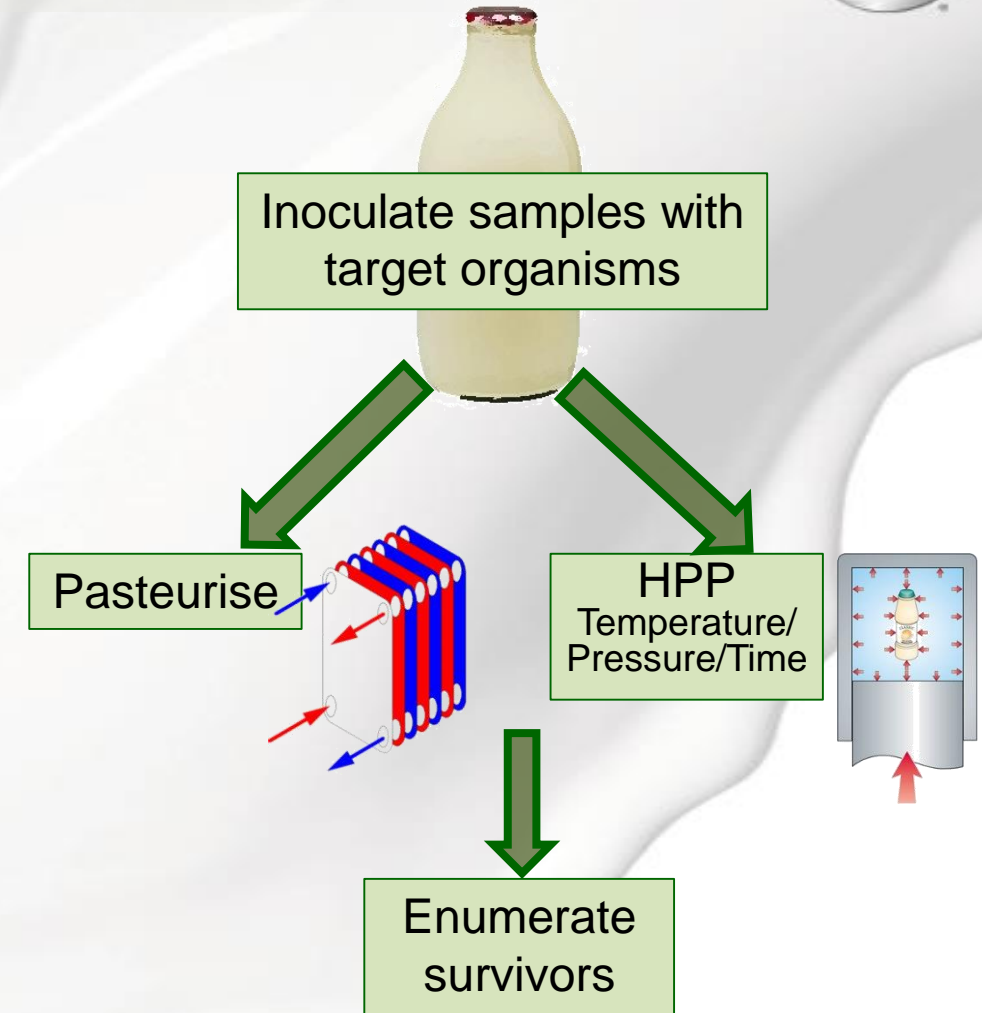 Inoculate samples with
target organisms
Pasteurise
HPP
Temperature/
Pressure/Time
Enumerate
survivors